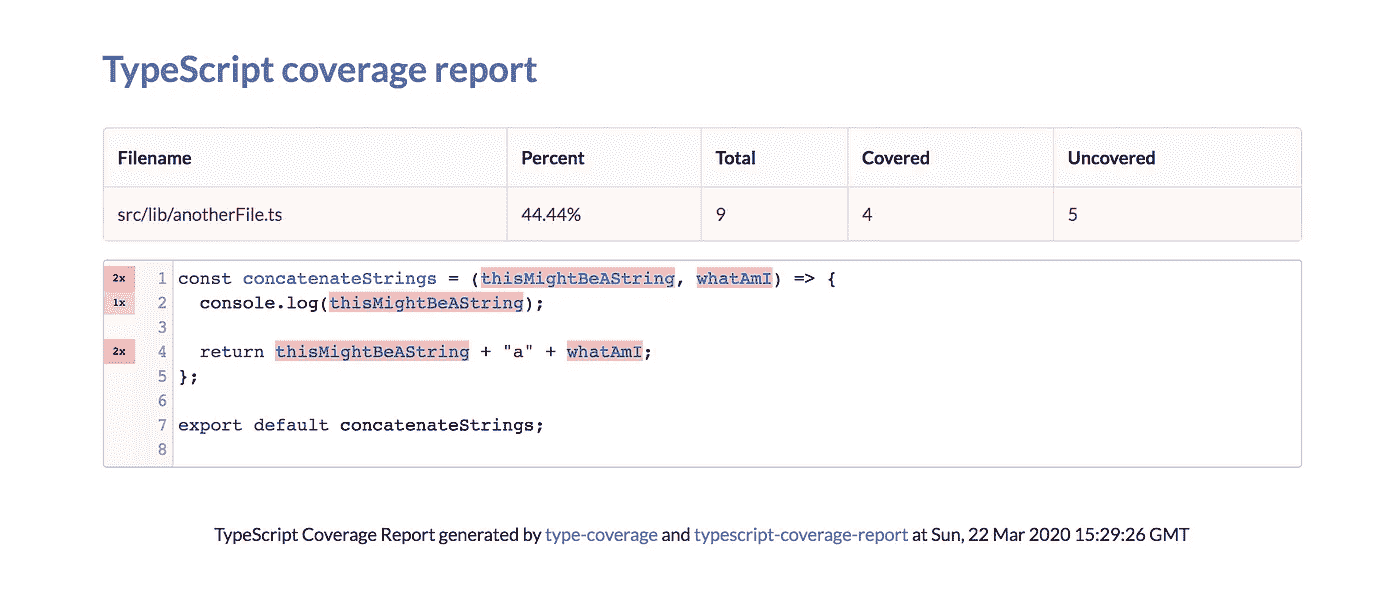 TypeScript coverage report
Filename Percent Total Covered Uncovered
src/lib/anotherFile.ts 44.44% 9 4 5
2x 1 const concatenateStrings = (thisMightBeAString, whatAmI) => {
1x 2   console.log(thisMightBeAString);
3
2x 4   return thisMightBeAString + "a" + whatAmI;
5 };
6
7 export default concatenateStrings;
8
TypeScript Coverage Report generated by type-coverage and typescript-coverage-report at Sun, 22 Mar 2020 15:29:26 GMT